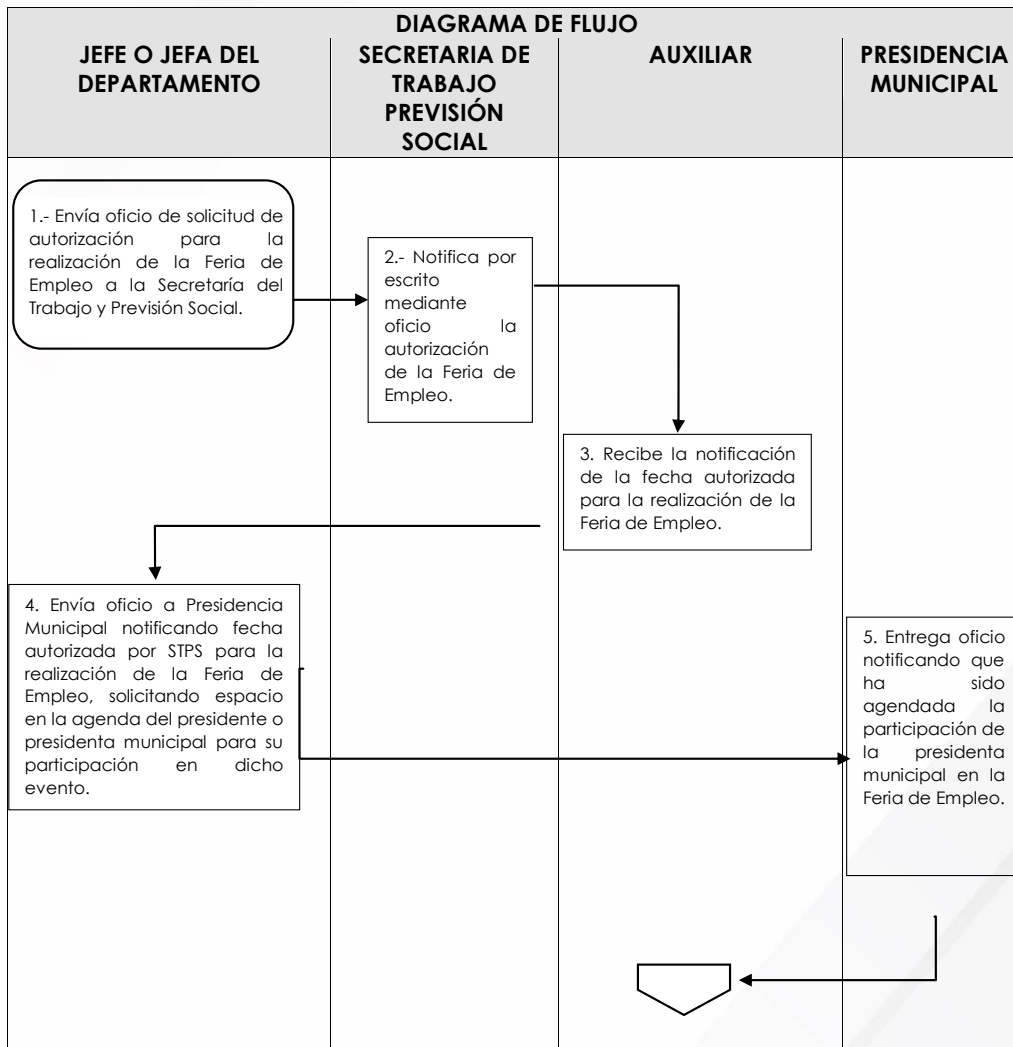 DIAGRAMA DE FLUJO
JEFE O JEFA DEL
DEPARTAMENTO
SECRETARIA DE
TRABAJO
PREVISIÓN
SOCIAL
AUXILIAR
PRESIDENCIA
MUNICIPAL
1.- Envía oficio de solicitud de
autorización para la
realización de la Feria de
Empleo a la Secretaría del
Trabajo y Previsión Social.
2.- Notifica por
escrito
mediante
oficio la
autorización
de la Feria de
Empleo.
3. Recibe la notificación
de la fecha autorizada
para la realización de la
Feria de Empleo.
4. Envía oficio a Presidencia
Municipal notificando fecha
autorizada por STPS para la
realización de la Feria de
Empleo, solicitando espacio
en la agenda del presidente o
presidenta municipal para su
participación en dicho
evento.
5. Entrega oficio
notificando que
ha sido
agendada la
participación de
la presidenta
municipal en la
Feria de Empleo.